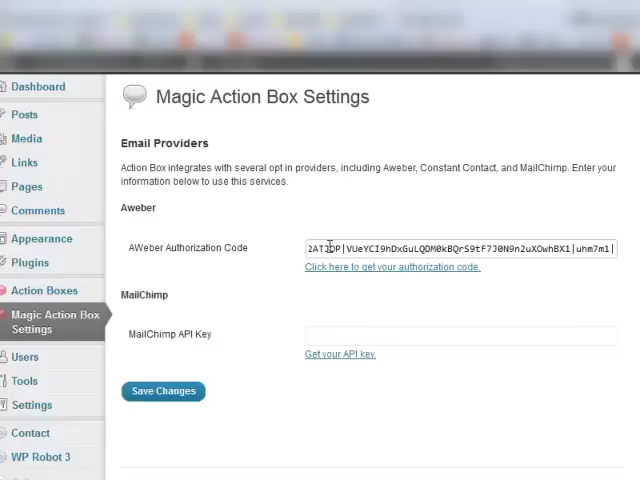 Dashboard
Posts
Media
Links
Pages
Comments
Appearance
Plugins
Action Boxes
Magic Action Box
Settings
Users
Tools
Settings
Contact
WP Robot 3
Magic Action Box Settings
Email Providers
Action Box integrates with several opt in providers, including Aweber, Constant Contact, and MailChimp. Enter your
information below to use this services.
Aweber
AWeber Authorization Code
Click here to get your authorization code.
MailChimp
MailChimp API Key
Get your API key.
Save Changes